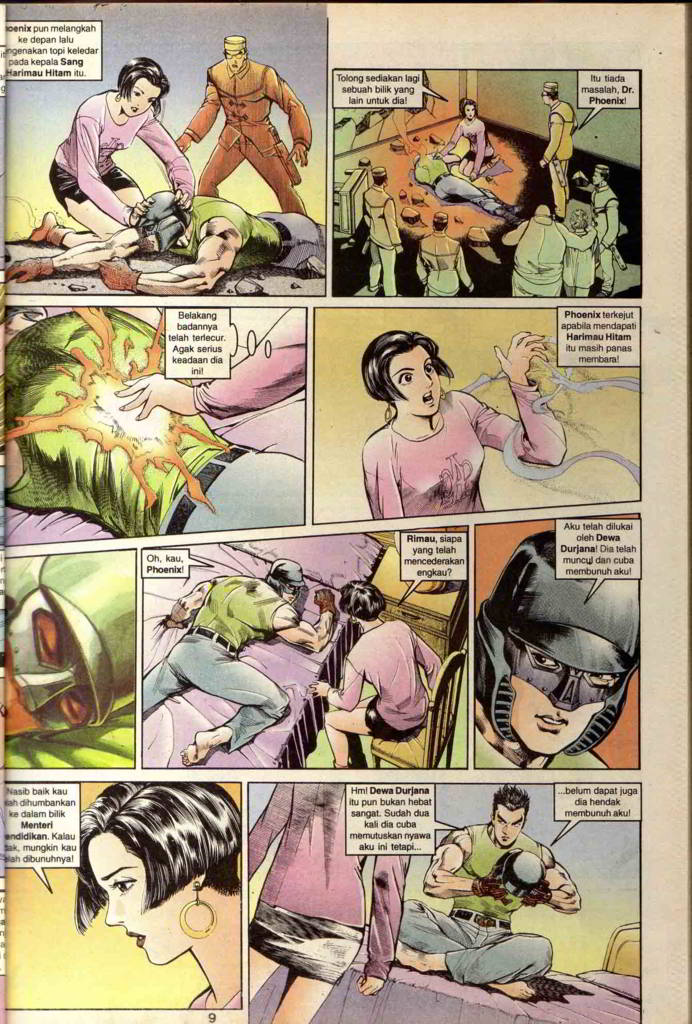 pun melangkah
ke depan lalu
topi keledar
pada kepala Sang
Harimau Hitam itu.
Tolong sediakan lagi
sebuah bilik yang
lain untuk dia!
Itu tiada
masalah, Dr.
Phoenix!
Belakang
badannya
telah terlecur.
Agak serius
keadaan dia
ini!
Phoenix terkejut
apabila mendapati
Harimau Hitam
itu masih panas
membara!
Oh, kau,
Phoenix!
Rimau, siapa
yang telah
mencederakan
engkau?
Aku telah dilukai
oleh Dewa
Durjana! Dia telah
muncul dan cuba
membunuh aku!
Nasib baik kau
dihumbankan
ke dalam bilik
Menteri
Kalau
mungkin kau
dibunuhnya!
Hm! Dewa Durjana
itu pun bukan hebat
sangat. Sudah dua
kali dia cuba
memutuskan nyawa
aku ini tetapi...
...belum dapat juga
dia hendak
membunuh aku!
9